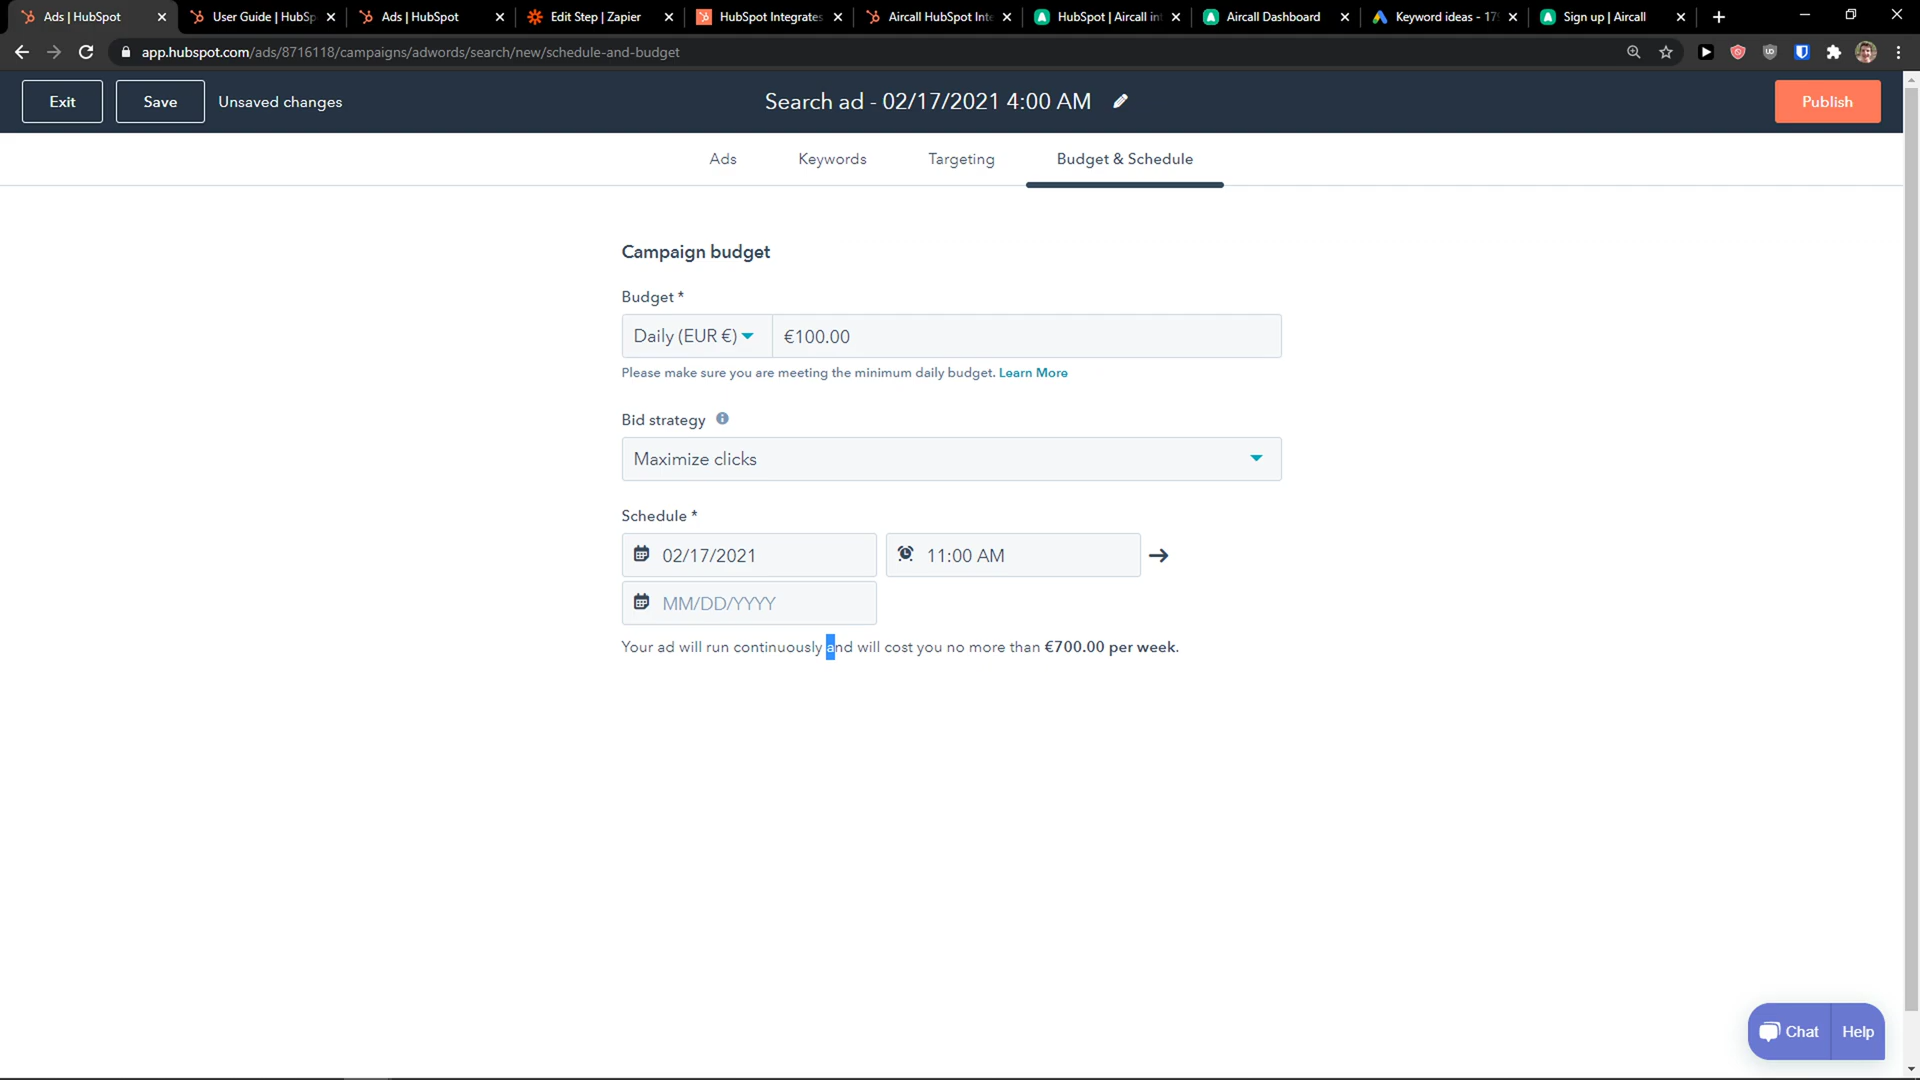 Ads | HubSpot
User Guide | HubSp
Ads | HubSpot
Edit Step | Zapier
HubSpot Integrates
Aircall HubSpot Inte
HubSpot | Aircall in
Aircall Dashboard
Keyword ideas - 17
Sign up | Aircall
app.hubspot.com/ads/8716118/campaigns/adwords/search/new/schedule-and-budget
Exit
Save
Unsaved changes
Search ad - 02/17/2021 4:00 AM
Publish
Ads
Keywords
Targeting
Budget & Schedule
Campaign budget
Budget *
Daily (EUR €)
€100.00
Please make sure you are meeting the minimum daily budget. Learn More
Bid strategy
Maximize clicks
Schedule *
02/17/2021
11:00 AM
MM/DD/YYYY
Your ad will run continuously and will cost you no more than €700.00 per week.
Chat
Help